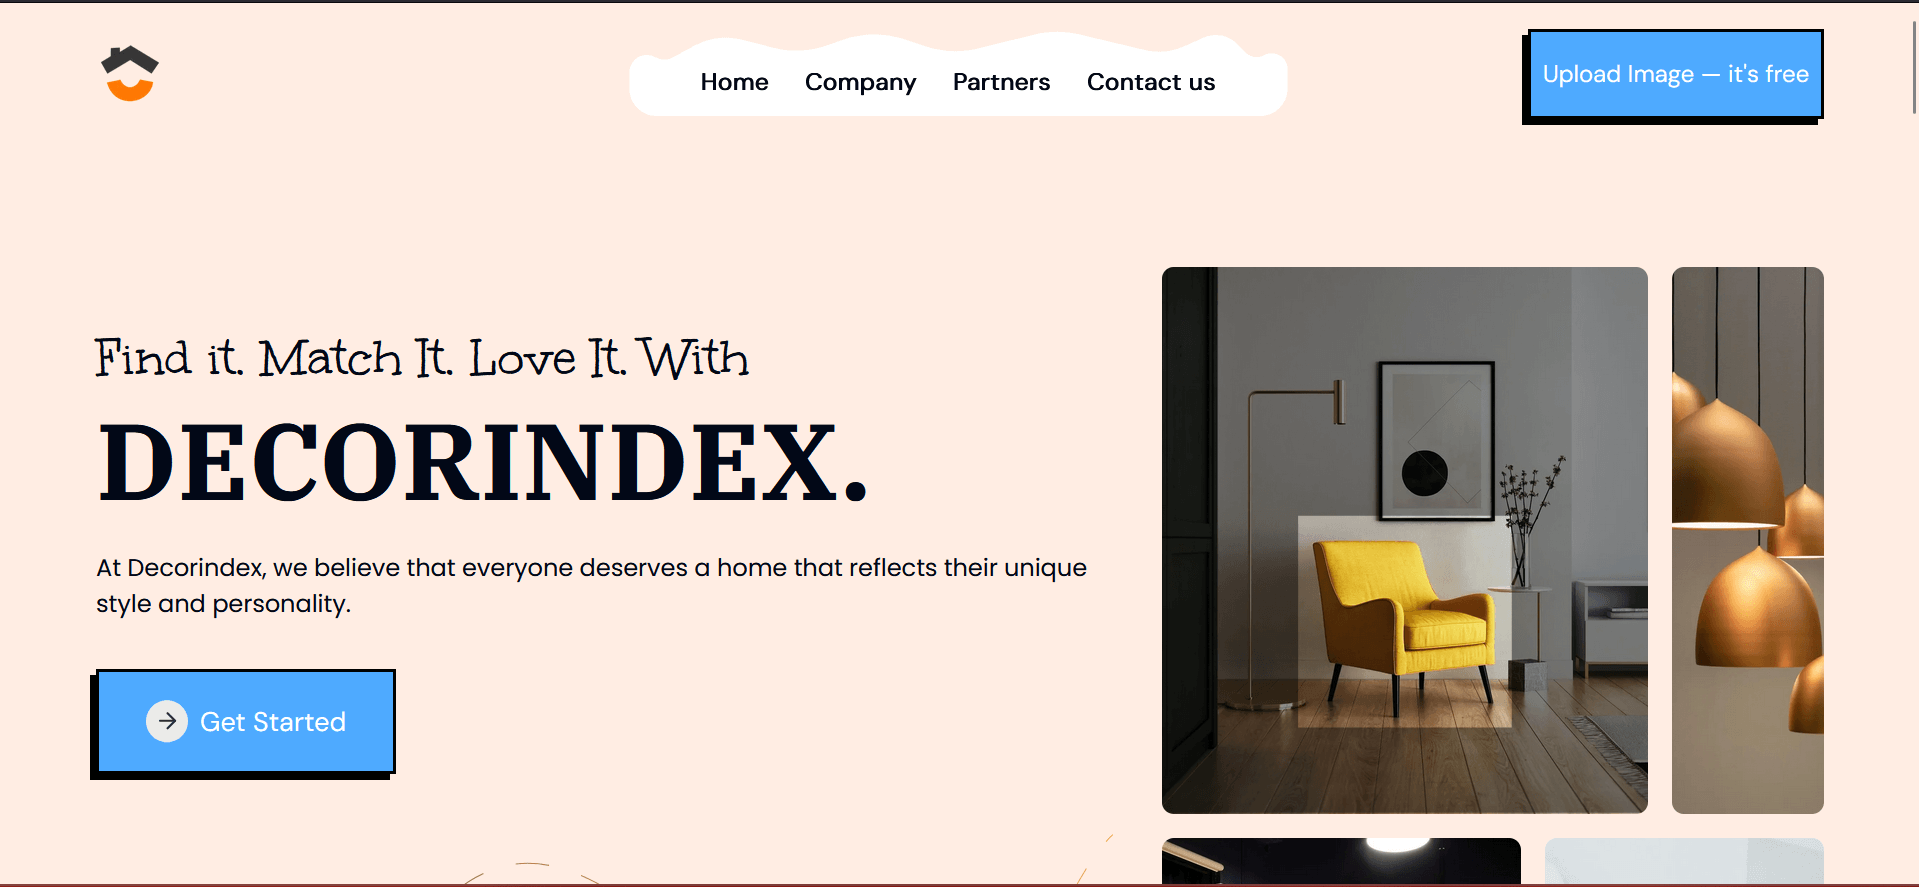 Home Company Partners Contact us
Upload Image — it's free
Find it. Match It. Love It. With
DECORINDEX.
At Decorindex, we believe that everyone deserves a home that reflects their unique
style and personality.
Get Started